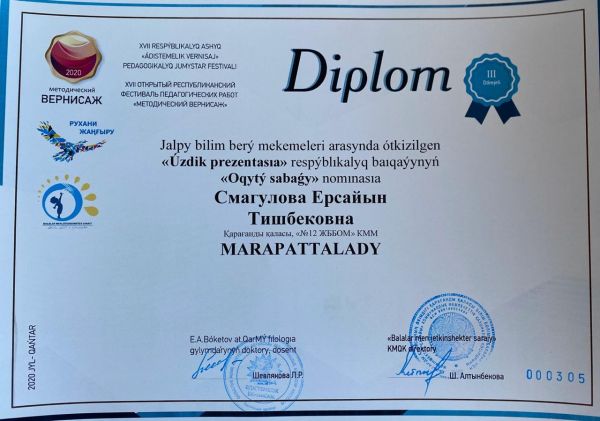 2020
методический
ВЕРНИСАЖ
РУХАНИ
ЖАҢҒЫРУ
XVII RESPÝBLIKALYQ ASHYQ
«ÁDISTEMELIK VERNISAJ»
PEDAGOGIKALYQ JUMYSTAR FESTIVALI
XVII ОТКРЫТЫЙ РЕСПУБЛИКАНСКИЙ
ФЕСТИВАЛЬ ПЕДАГОГИЧЕСКИХ РАБОТ
«МЕТОДИЧЕСКИЙ ВЕРНИСАЖ»
Diplom
III
Dárejeli
Jalpy bilim berý mekemeleri arasynda ótkizilgen
«Úzdik prezentasıa» respýblıkalyq baıqaýynyń
«Oqytý sabaǵy» nomınasıa
Смагулова Ерсайын
Тишбековна
Қарағанды қаласы, «№12 ЖББОМ» КММ
MARAPATTALADY
E.A.Bóketov at.QarMÝ filologıa
gylymdarynyń doktory, dosent
Шевлякова Л.Р.
«Balalar men jetkinshekter saraıy»
KMQK dırektory
Ш. Алтынбекова
000305
2020 JYL- QAŃTAR